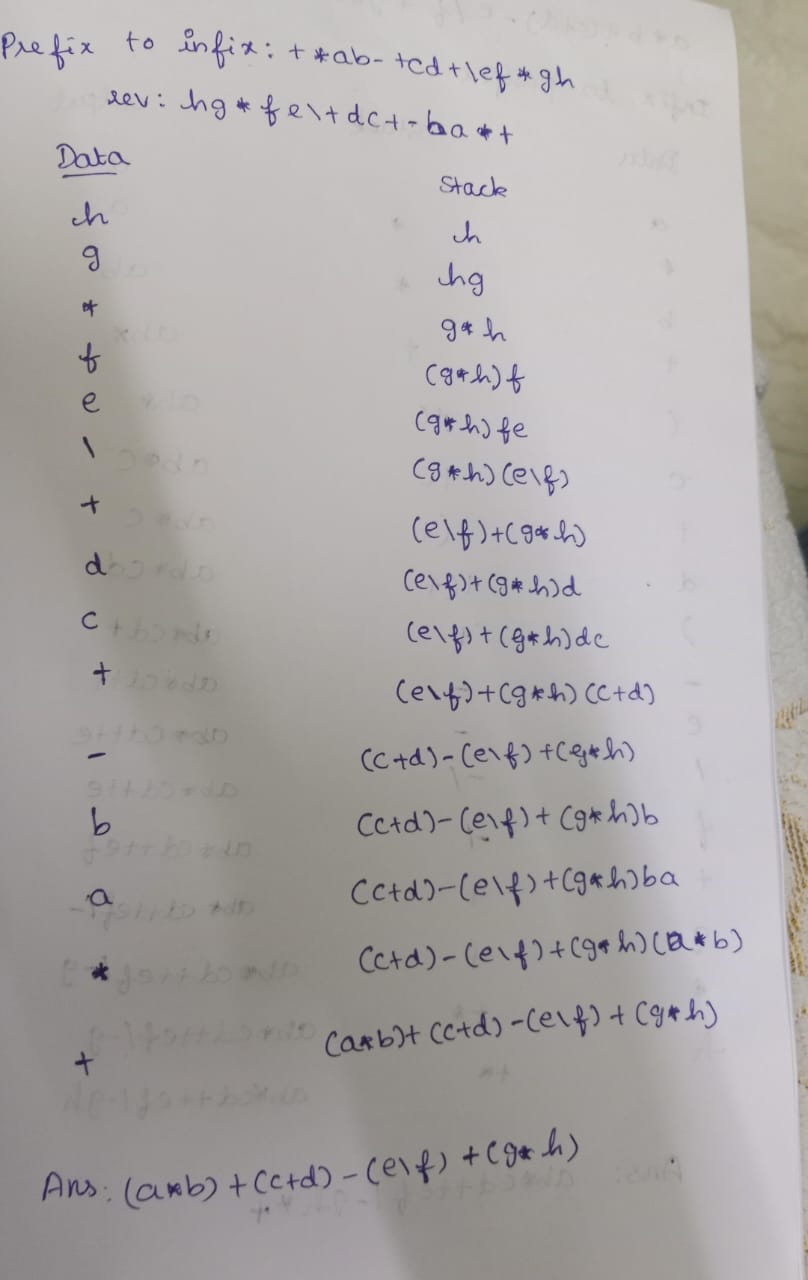 Prefix to infix: + *ab- +cd+\ef*gh
rev: hg*fe\+dc+-ba*+
Data Stack
h h
g hg
* g*h
f (g*h)f
e (g*h)fe
\ (g*h)(e\f)
+ (e\f)+(g*h)
d (e\f)+(g*h)d
c (e\f)+(g*h)dc
+ (e\f)+(g*h)(c+d)
- (c+d)-(e\f)+(g*h)
b (c+d)-(e\f)+(g*h)b
a (c+d)-(e\f)+(g*h)ba
* (c+d)-(e\f)+(g*h)(a*b)
+ (a*b)+(c+d)-(e\f)+(g*h)
Ans: (a*b)+(c+d)-(e\f)+(g*h)